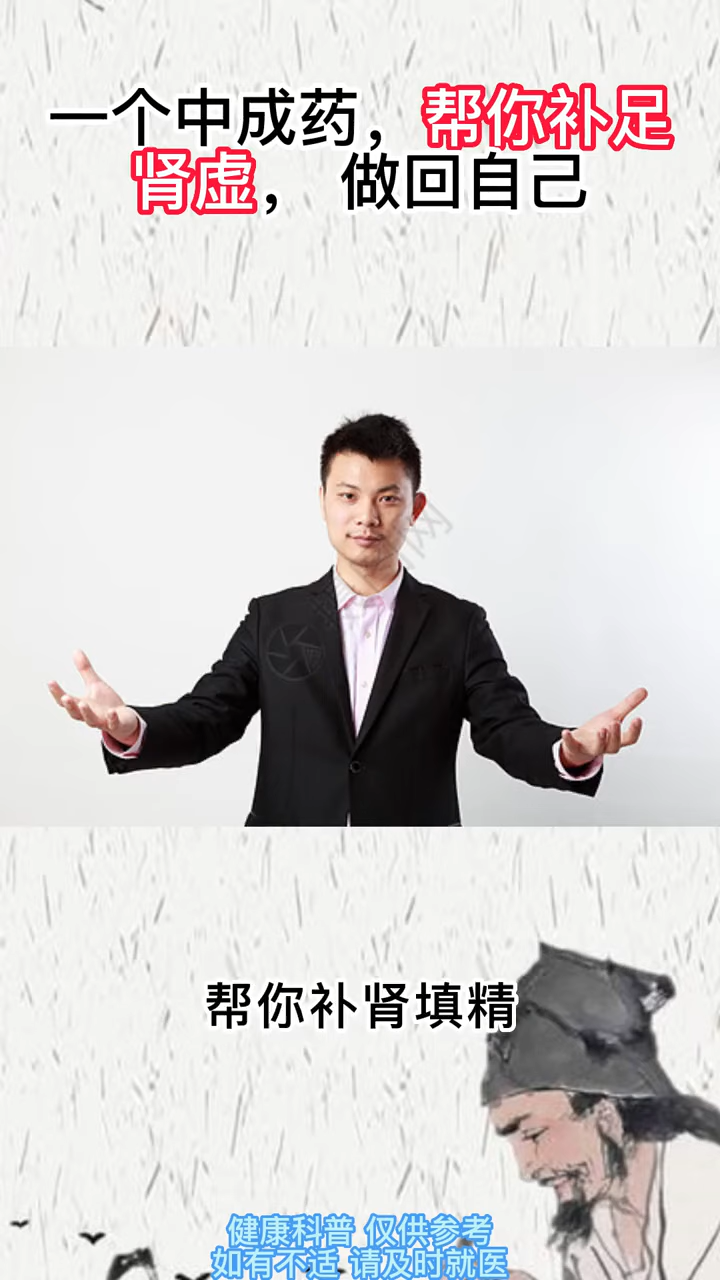 一个中成药，帮你补足
肾虚， 做回自己
帮你补肾填精
健康科普 仅供参考
如有不适 请及时就医